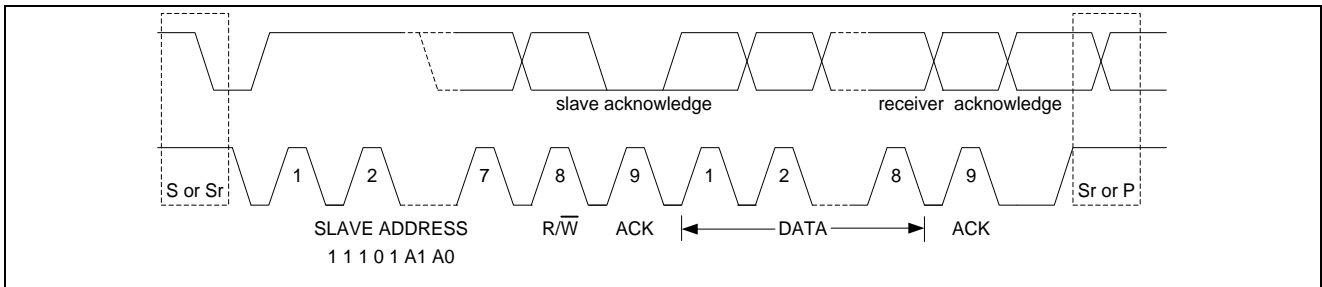 slave acknowledge receiver acknowledge
1 2 7 8 9 1 2 8 9
S or Sr Sr or P
SLAVE ADDRESS R/W̅ ACK DATA ACK
1 1 1 0 1 A1 A0